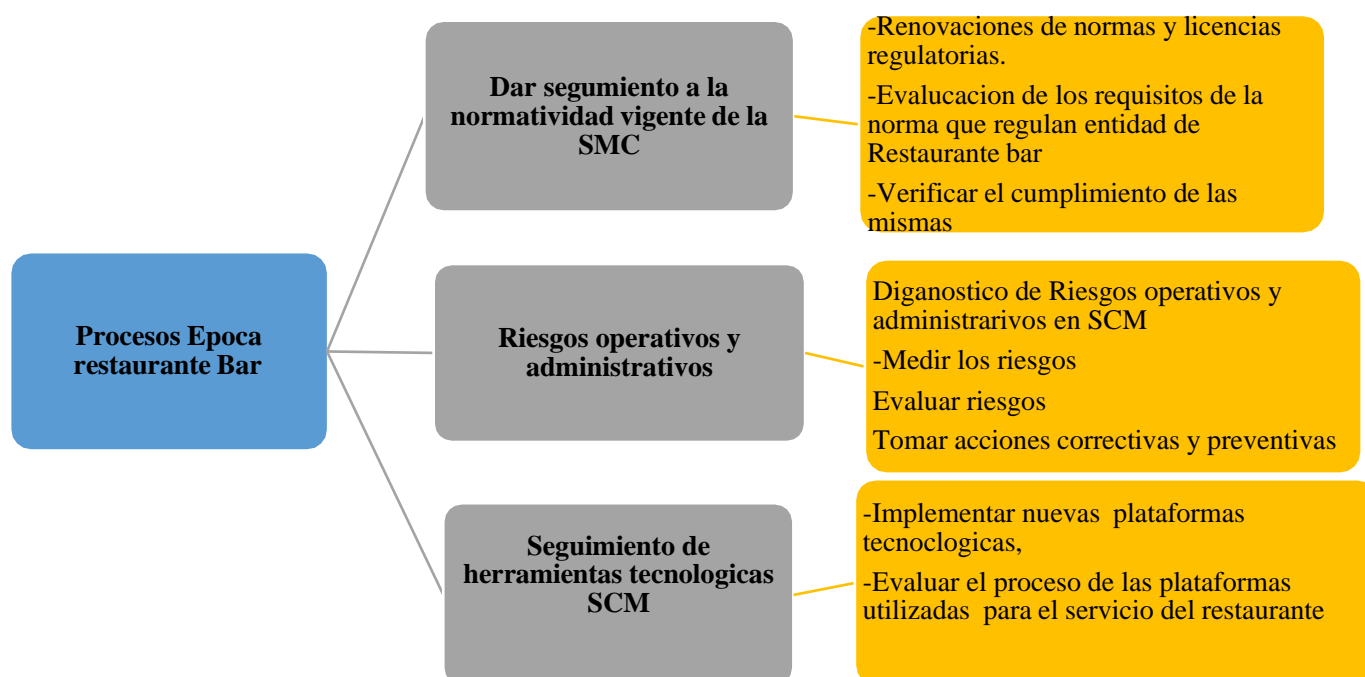 Procesos Epoca
restaurante Bar
Dar segumiento a la
normatividad vigente de la
SMC
-Renovaciones de normas y licencias
regulatorias.
-Evalucacion de los requisitos de la
norma que regulan entidad de
Restaurante bar
-Verificar el cumplimiento de las
mismas
Riesgos operativos y
administrativos
Diganostico de Riesgos operativos y
administrarivos en SCM
-Medir los riesgos
Evaluar riesgos
Tomar acciones correctivas y preventivas
Seguimiento de
herramientas tecnologicas
SCM
-Implementar nuevas plataformas
tecnoclogicas,
-Evaluar el proceso de las plataformas
utilizadas para el servicio del restaurante